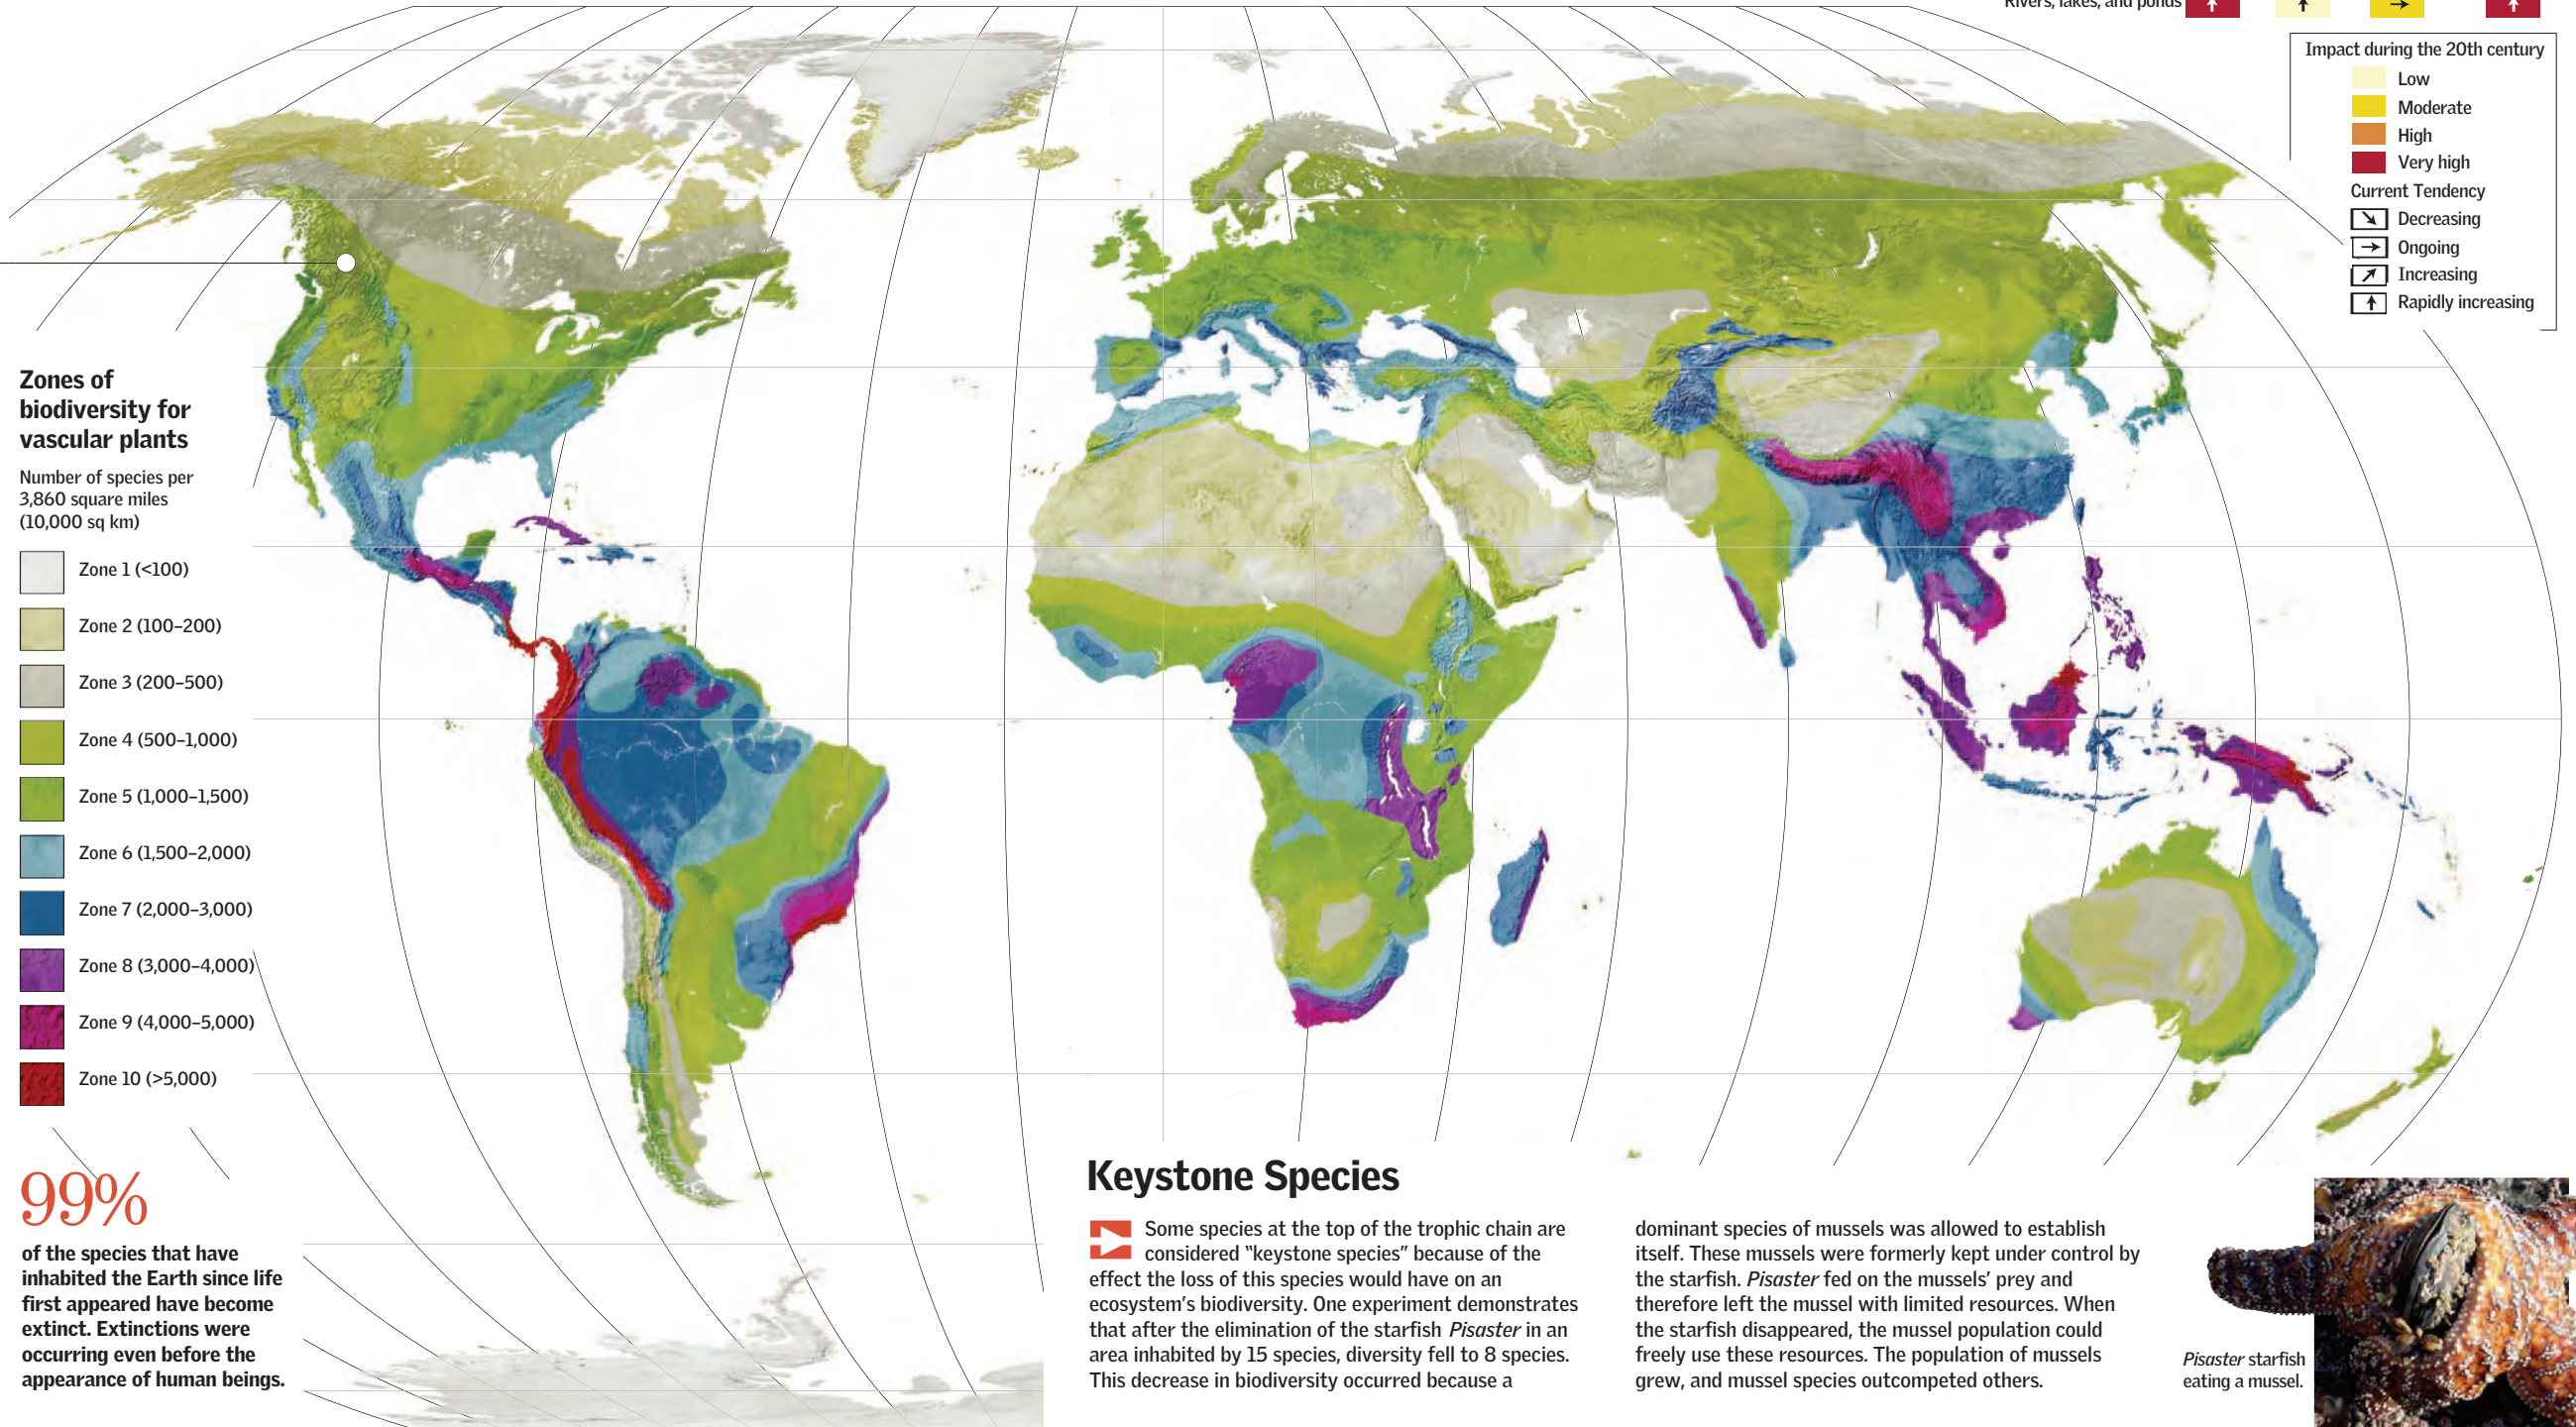 Rivers, lakes, and ponds
Impact during the 20th century
Low
Moderate
High
Very high
Current Tendency
Decreasing
Ongoing
Increasing
Rapidly increasing
Zones of
biodiversity for
vascular plants
Number of species per
3,860 square miles
(10,000 sq km)
Zone 1 (<100)
Zone 2 (100–200)
Zone 3 (200–500)
Zone 4 (500–1,000)
Zone 5 (1,000–1,500)
Zone 6 (1,500–2,000)
Zone 7 (2,000–3,000)
Zone 8 (3,000–4,000)
Zone 9 (4,000–5,000)
Zone 10 (>5,000)
99%
of the species that have
inhabited the Earth since life
first appeared have become
extinct. Extinctions were
occurring even before the
appearance of human beings.
Keystone Species
Some species at the top of the trophic chain are
considered “keystone species” because of the
effect the loss of this species would have on an
ecosystem’s biodiversity. One experiment demonstrates
that after the elimination of the starfish Pisaster in an
area inhabited by 15 species, diversity fell to 8 species.
This decrease in biodiversity occurred because a
dominant species of mussels was allowed to establish
itself. These mussels were formerly kept under control by
the starfish. Pisaster fed on the mussels’ prey and
therefore left the mussel with limited resources. When
the starfish disappeared, the mussel population could
freely use these resources. The population of mussels
grew, and mussel species outcompeted others.
Pisaster starfish
eating a mussel.